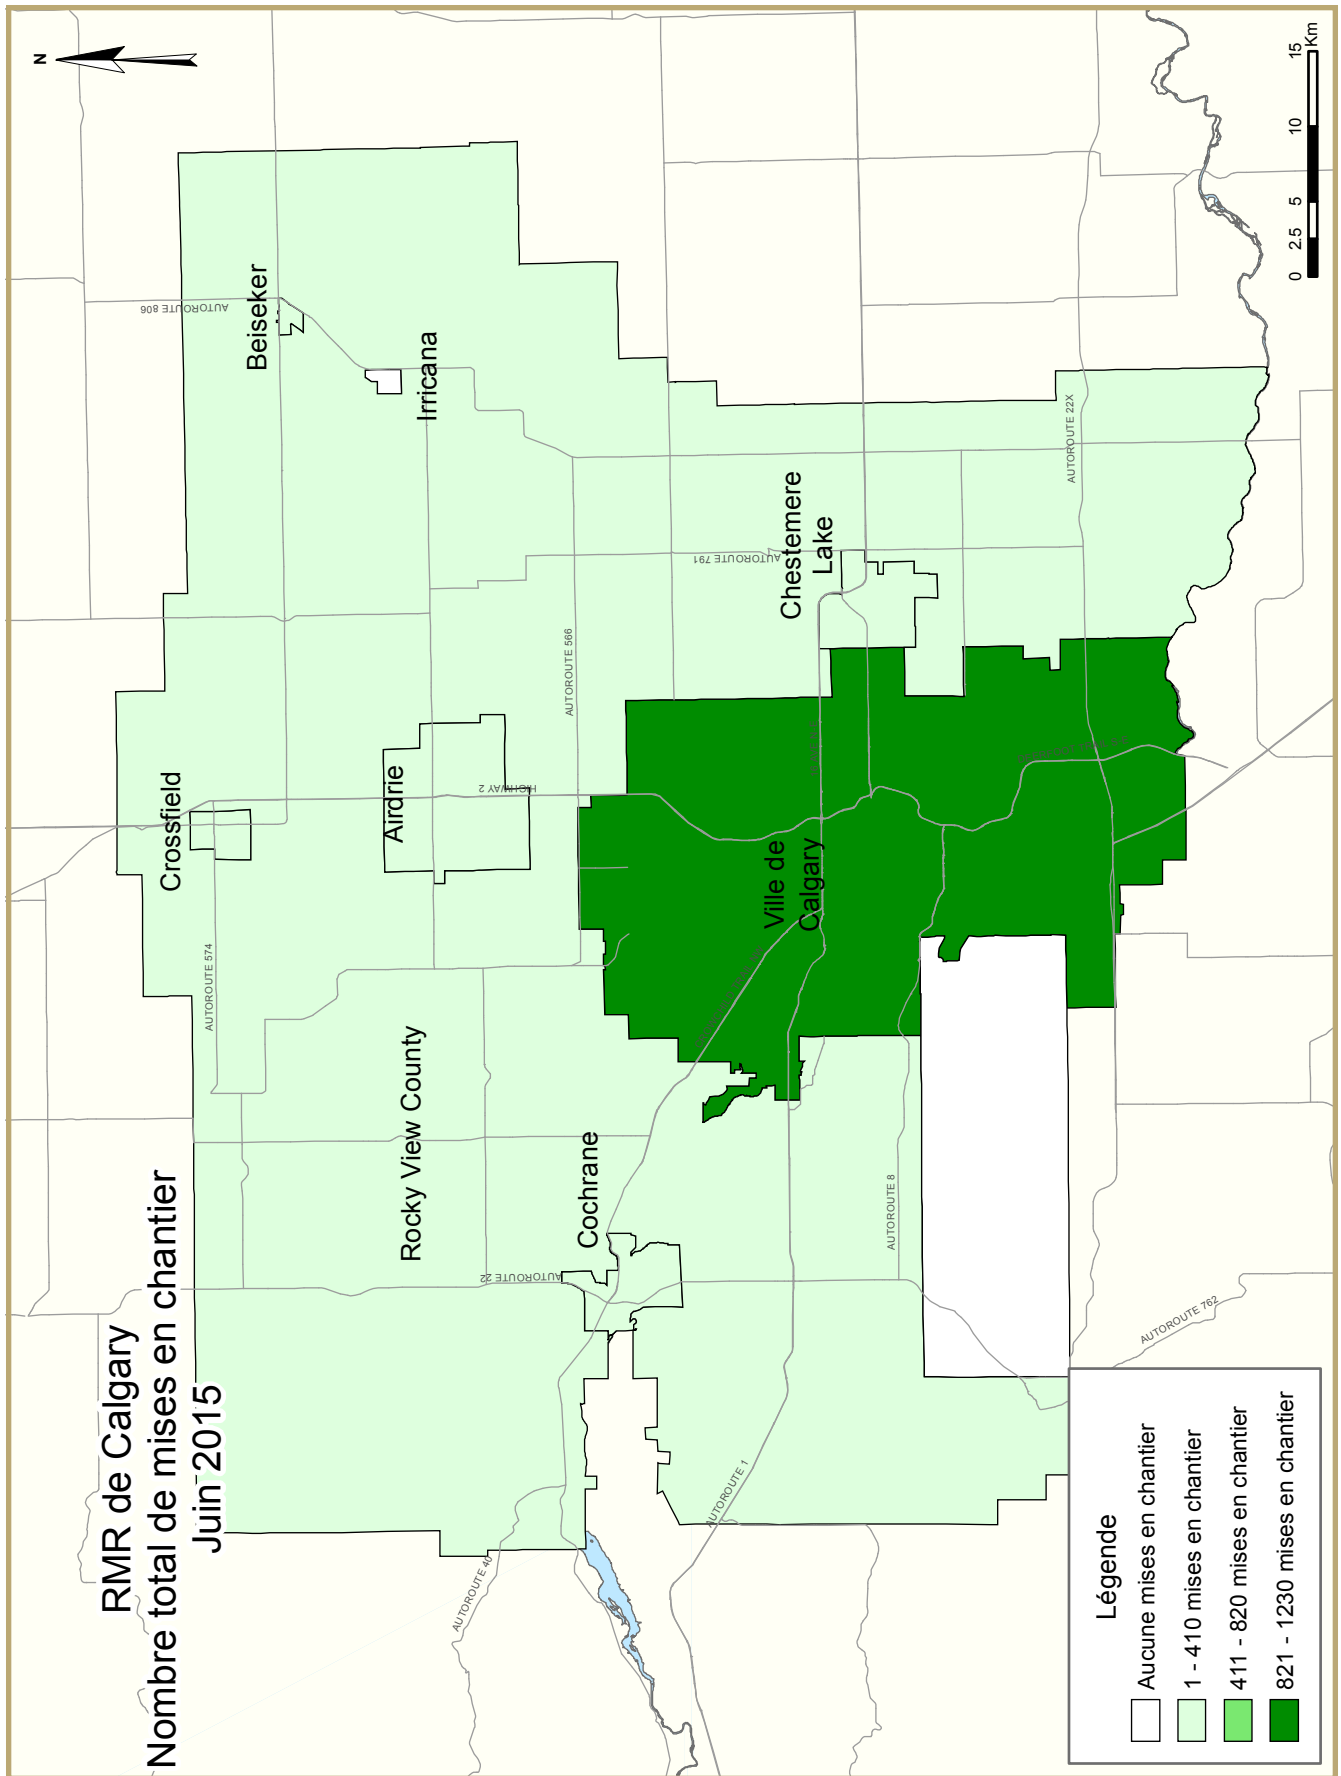 RMR de Calgary
Nombre total de mises en chantier
Juin 2015
N
AUTOROUTE 806
Beiseker
Irricana
Crossfield
AUTOROUTE 574
Airdrie
HIGHWAY 2
AUTOROUTE 566
Rocky View County
AUTOROUTE 22
Cochrane
AUTOROUTE 40
AUTOROUTE 791
Chestemere
Lake
Ville de
Calgary
AUTOROUTE 1
AUTOROUTE 8
AUTOROUTE 22X
AUTOROUTE 762
Légende
Aucune mises en chantier
1 - 410 mises en chantier
411 - 820 mises en chantier
821 - 1230 mises en chantier
0 2.5 5 10 15
Km